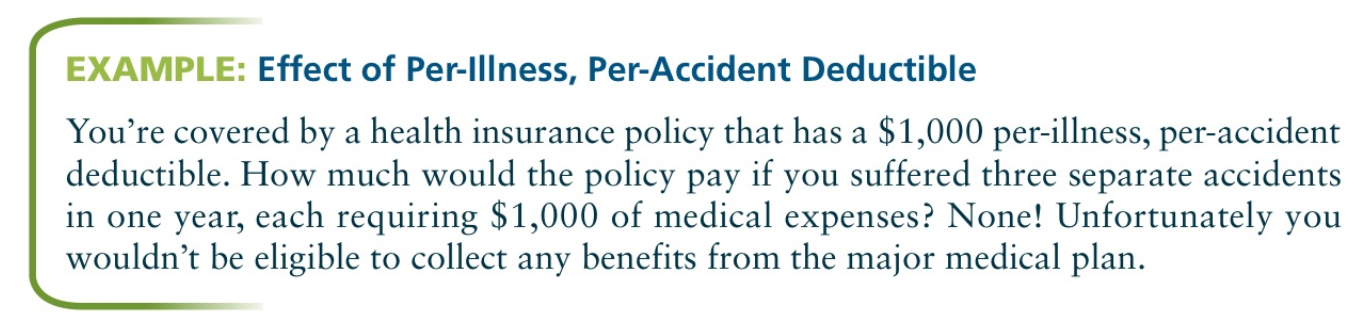 EXAMPLE: Effect of Per-Illness, Per-Accident Deductible
You’re covered by a health insurance policy that has a $1,000 per-illness, per-accident
deductible. How much would the policy pay if you suffered three separate accidents
in one year, each requiring $1,000 of medical expenses? None! Unfortunately you
wouldn’t be eligible to collect any benefits from the major medical plan.